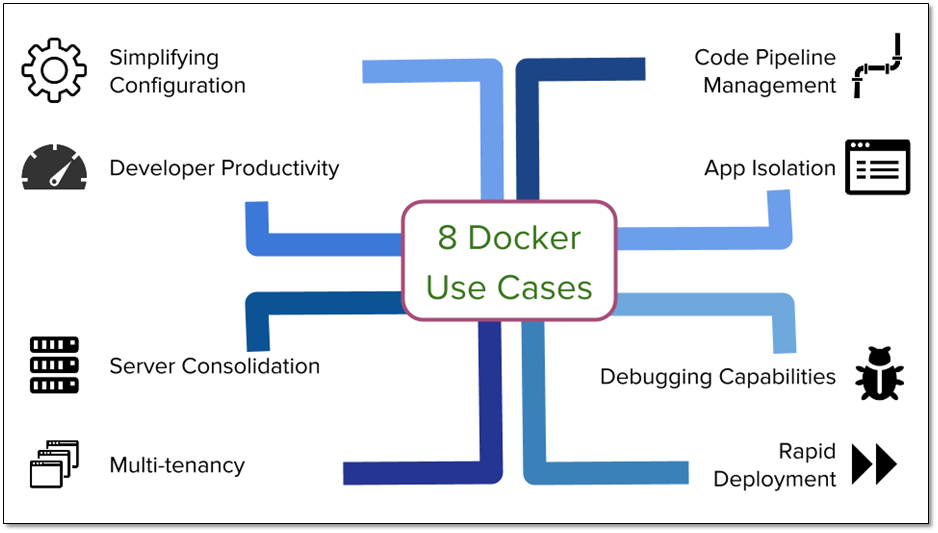 Simplifying
Configuration
Developer Productivity
Server Consolidation
Multi-tenancy
8 Docker
Use Cases
Code Pipeline
Management
App Isolation
Debugging Capabilities
Rapid
Deployment